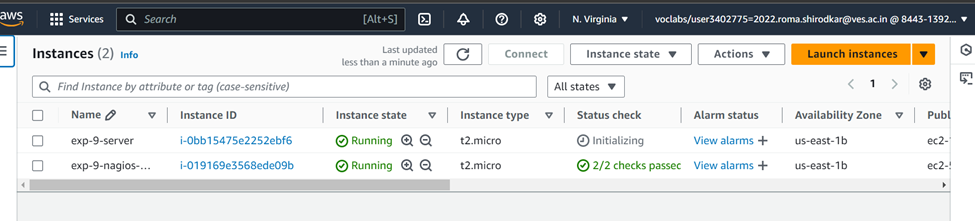 aws Services Search [Alt+S] N. Virginia voclabs/user3402775=2022.roma.shirodkar@ves.ac.in @ 8443-1392...
Instances (2) Info Last updated less than a minute ago Connect Instance state Actions Launch instances
Find Instance by attribute or tag (case-sensitive) All states 1
Name Instance ID Instance state Instance type Status check Alarm status Availability Zone Publ
exp-9-server i-0bb15475e2252ebf6 Running t2.micro Initializing View alarms + us-east-1b ec2-
exp-9-nagios-... i-019169e3568ede09b Running t2.micro 2/2 checks passec View alarms + us-east-1b ec2-